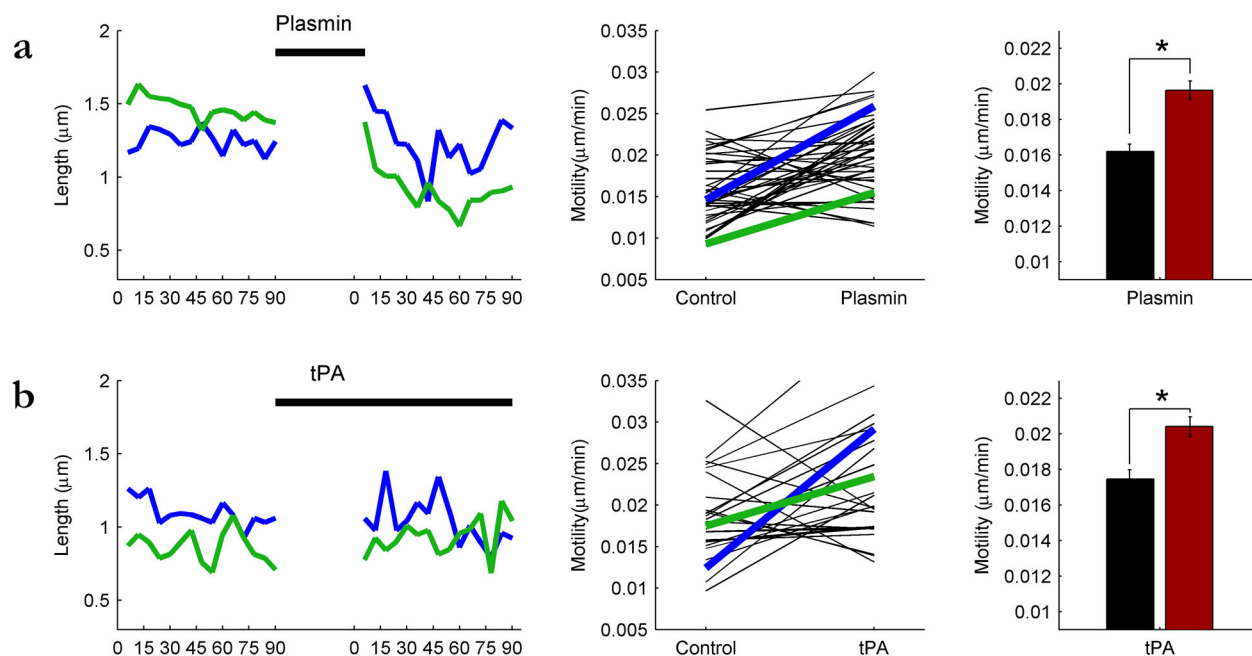 a
Plasmin
2
1.5
1
0.5
Length (μm)
0 15 30 45 60 75 90 0 15 30 45 60 75 90
0.035
0.03
0.025
0.02
0.015
0.01
0.005
Motility(μm/min)
Control Plasmin
0.022
0.02
0.018
0.016
0.014
0.012
0.01
Motility (μm/min)
*
Plasmin
b
tPA
2
1.5
1
0.5
Length (μm)
0 15 30 45 60 75 90 0 15 30 45 60 75 90
0.035
0.03
0.025
0.02
0.015
0.01
0.005
Motility(μm/min)
Control tPA
0.022
0.02
0.018
0.016
0.014
0.012
0.01
Motility (μm/min)
*
tPA